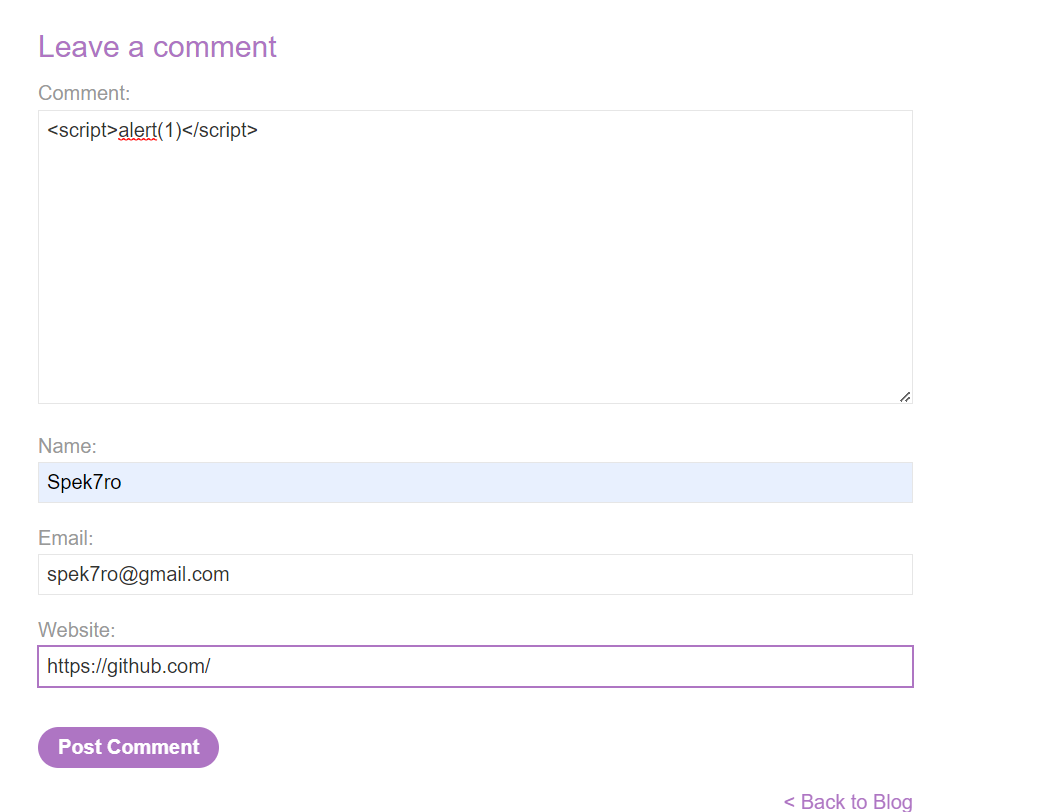 Leave a comment
Comment:
<script>alert(1)</script>
Name:
Spek7ro
Email:
spek7ro@gmail.com
Website:
https://github.com/
Post Comment
< Back to Blog